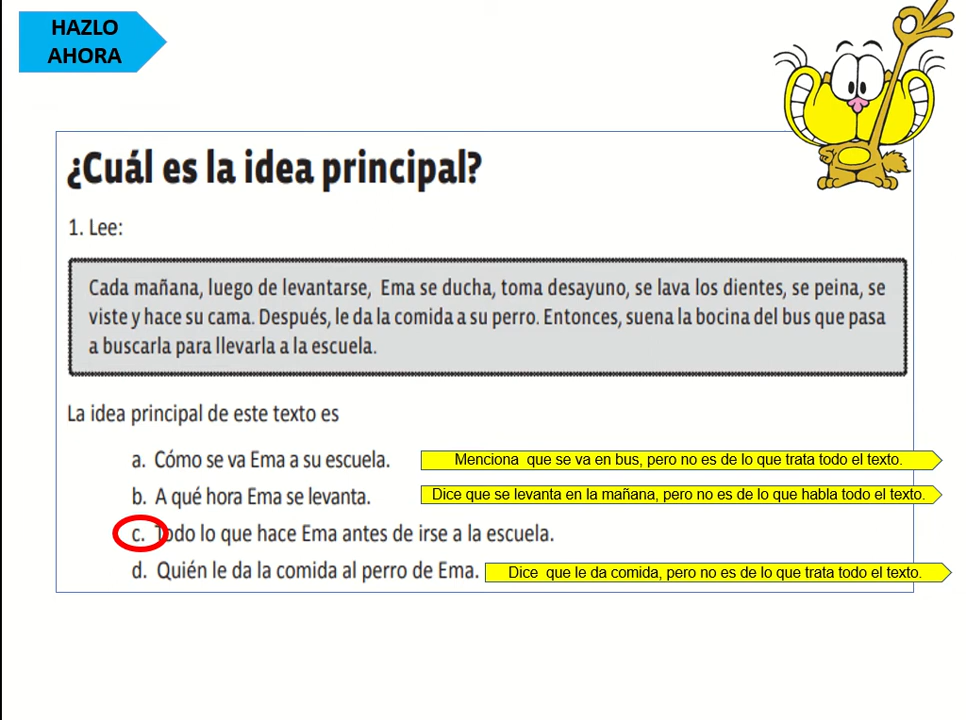 HAZLO
AHORA
¿Cuál es la idea principal?
1. Lee:
Cada mañana, luego de levantarse, Ema se ducha, toma desayuno, se lava los dientes, se peina, se
viste y hace su cama. Después, le da la comida a su perro. Entonces, suena la bocina del bus que pasa
a buscarla para llevarla a la escuela.
La idea principal de este texto es
a. Cómo se va Ema a su escuela. Menciona que se va en bus, pero no es de lo que trata todo el texto.
b. A qué hora Ema se levanta. Dice que se levanta en la mañana, pero no es de lo que habla todo el texto.
c. Todo lo que hace Ema antes de irse a la escuela.
d. Quién le da la comida al perro de Ema. Dice que le da comida, pero no es de lo que trata todo el texto.